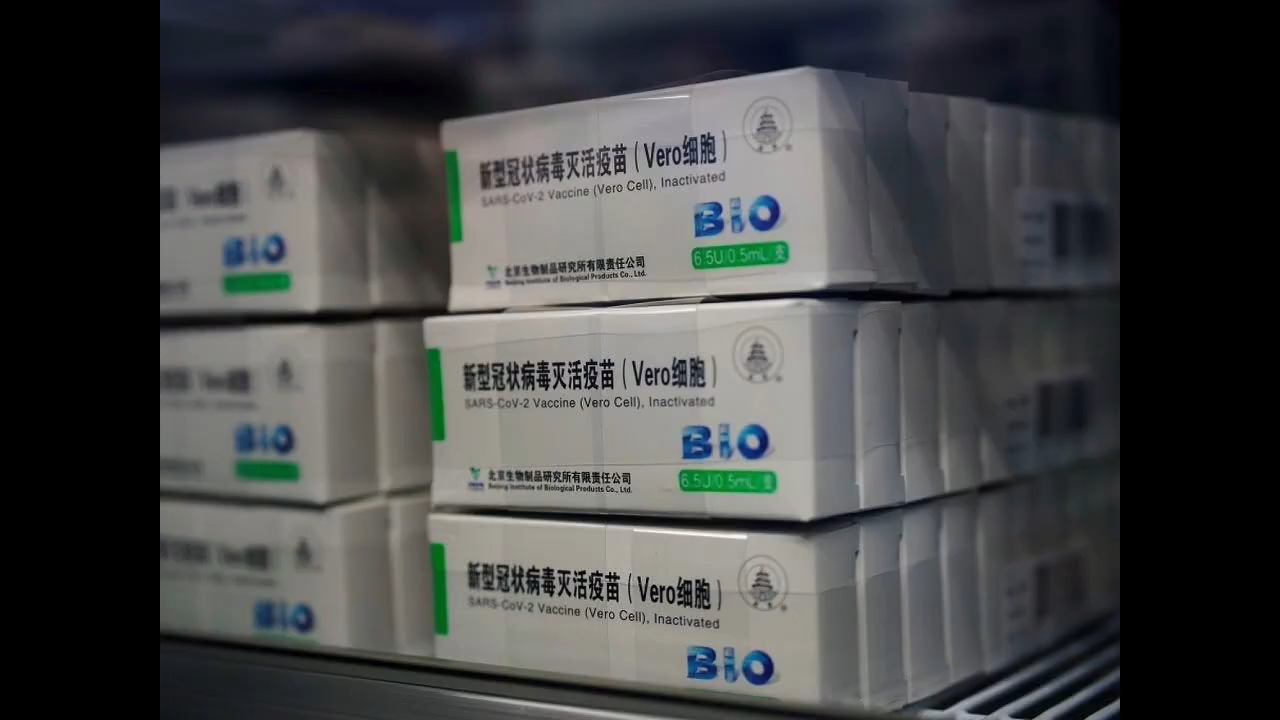 新型冠状病毒灭活疫苗（Vero细胞）
SARS-CoV-2 Vaccine (Vero Cell), Inactivated
BIO
6.5U/0.5mL/支
北京生物制品研究所有限责任公司
Beijing Institute of Biological Products Co., Ltd.
新型冠状病毒灭活疫苗（Vero细胞）
SARS-CoV-2 Vaccine (Vero Cell), Inactivated
BIO
6.5U/0.5mL/支
北京生物制品研究所有限责任公司
Beijing Institute of Biological Products Co., Ltd.
新型冠状病毒灭活疫苗（Vero细胞）
SARS-CoV-2 Vaccine (Vero Cell), Inactivated
BIO
BIO
BIO
BIO